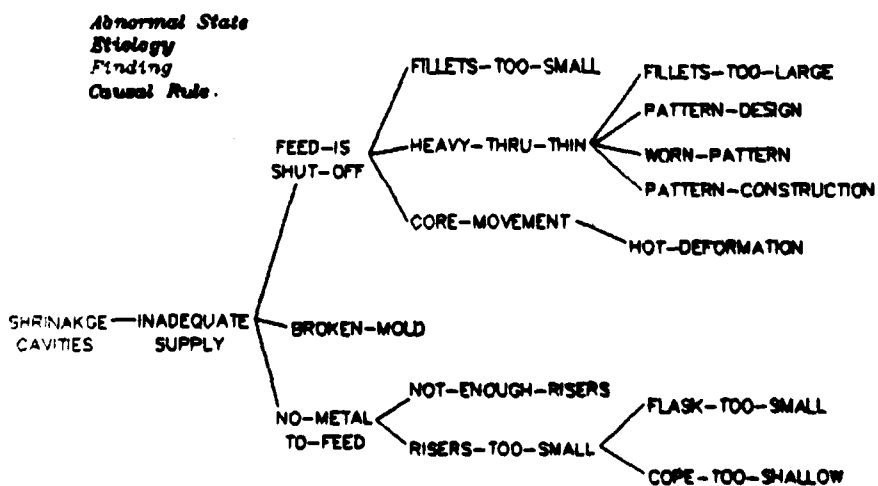 Abnormal State
Etiology
Finding
Causal Rule.
FILLETS-TOO-SMALL
FILLETS-TOO-LARGE
PATTERN-DESIGN
FEED-IS
SHUT-OFF
HEAVY-THRU-THIN
WORN-PATTERN
PATTERN-CONSTRUCTION
CORE-MOVEMENT
HOT-DEFORMATION
SHRINAKGE
CAVITIES
INADEQUATE
SUPPLY
BROKEN-MOLD
NO-METAL
TO-FEED
NOT-ENOUGH-RISERS
FLASK-TOO-SMALL
RISERS-TOO-SMALL
COPE-TOO-SHALLOW